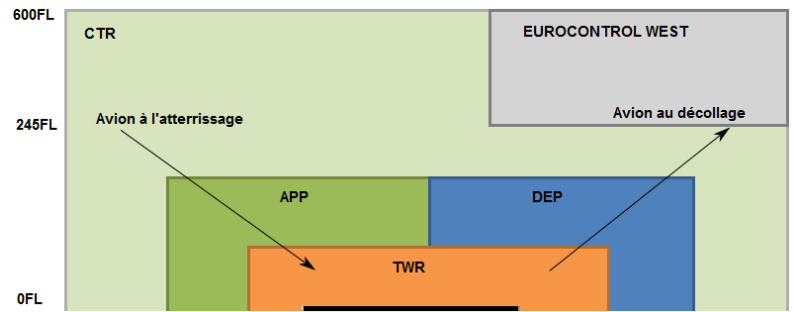 600FL
CTR
EUROCONTROL WEST
245FL
Avion à l'atterrissage
Avion au décollage
APP
DEP
TWR
0FL